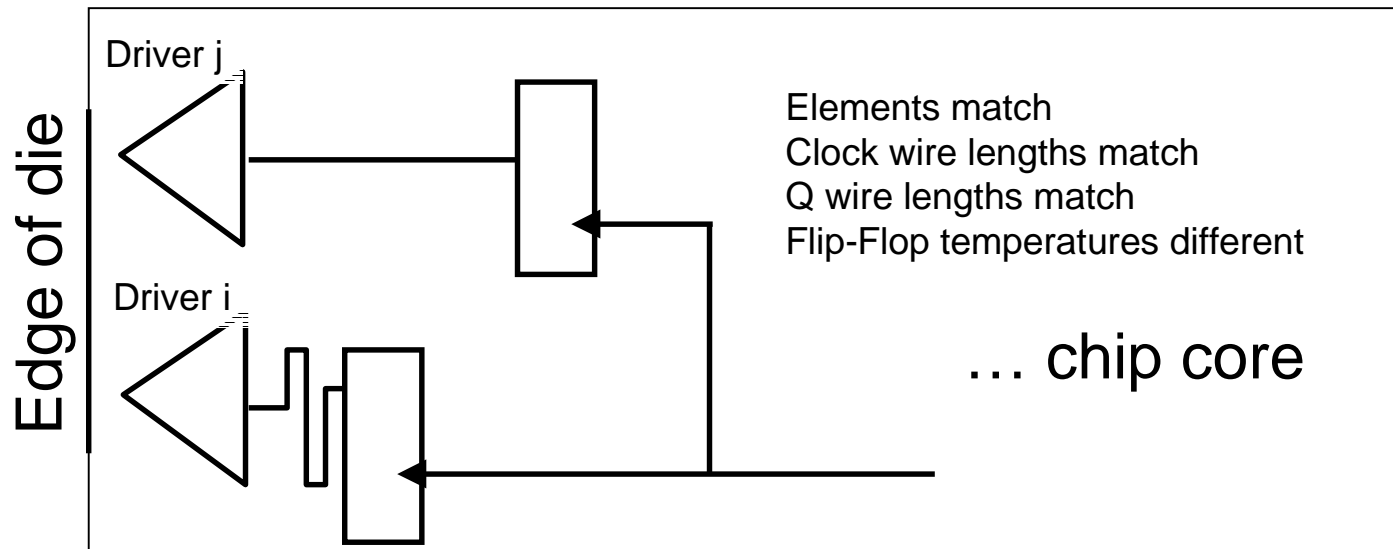 Driver j
Elements match
Clock wire lengths match
Q wire lengths match
Flip-Flop temperatures different
Edge of die
Driver i
… chip core